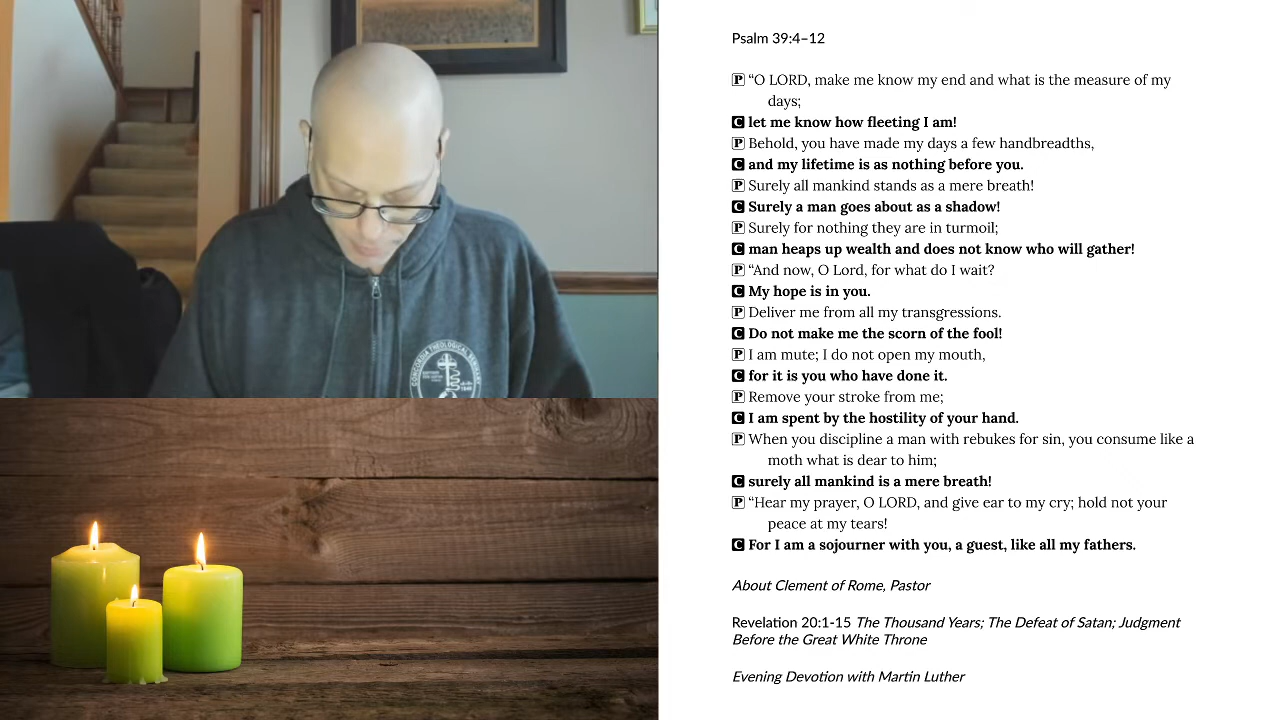 Psalm 39:4–12
P “O LORD, make me know my end and what is the measure of my
days;
C let me know how fleeting I am!
P Behold, you have made my days a few handbreadths,
C and my lifetime is as nothing before you.
P Surely all mankind stands as a mere breath!
C Surely a man goes about as a shadow!
P Surely for nothing they are in turmoil;
C man heaps up wealth and does not know who will gather!
P “And now, O Lord, for what do I wait?
C My hope is in you.
P Deliver me from all my transgressions.
C Do not make me the scorn of the fool!
P I am mute; I do not open my mouth,
C for it is you who have done it.
P Remove your stroke from me;
C I am spent by the hostility of your hand.
P When you discipline a man with rebukes for sin, you consume like a
moth what is dear to him;
C surely all mankind is a mere breath!
P “Hear my prayer, O LORD, and give ear to my cry; hold not your
peace at my tears!
C For I am a sojourner with you, a guest, like all my fathers.
About Clement of Rome, Pastor
Revelation 20:1-15 The Thousand Years; The Defeat of Satan; Judgment
Before the Great White Throne
Evening Devotion with Martin Luther
CONCORDIA THEOLOGICAL SEMINARY